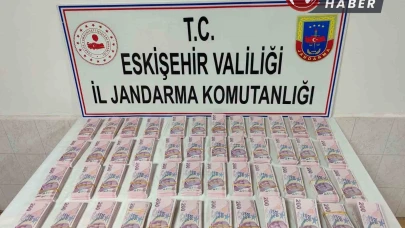 HABER
T.C.
ESKİŞEHİR VALİLİĞİ
İL JANDARMA KOMUTANLIĞI